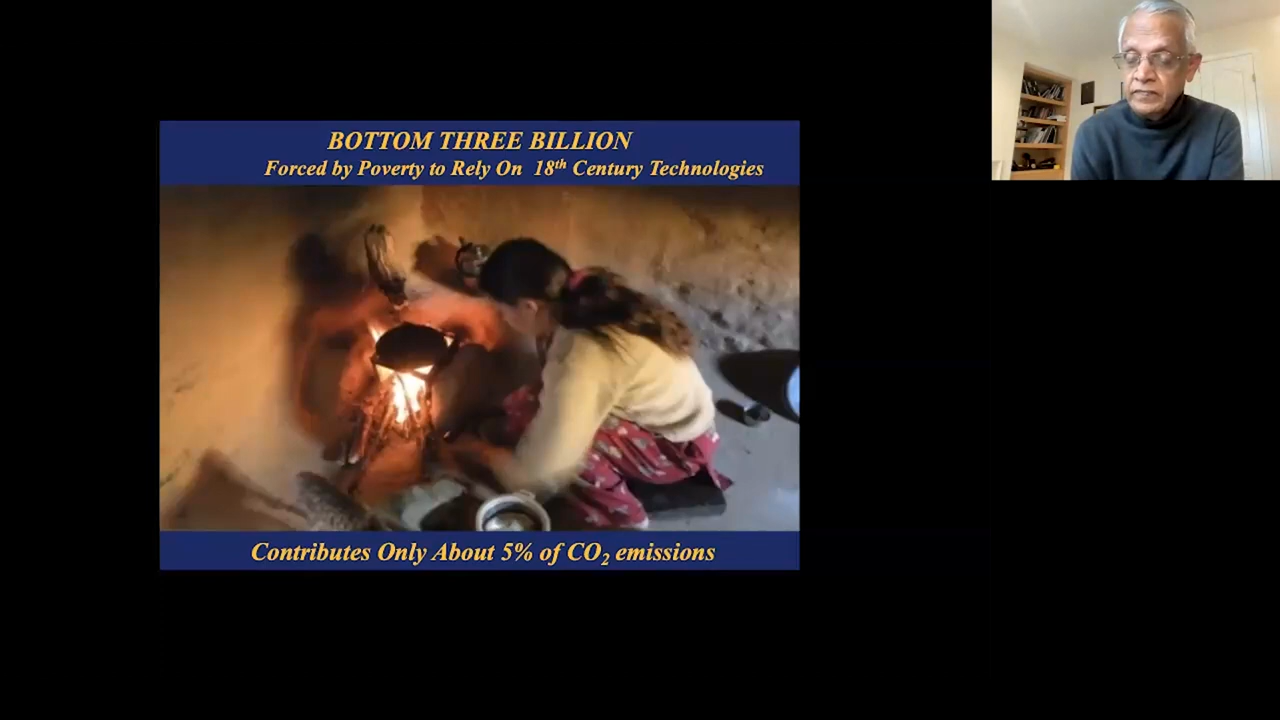 BOTTOM THREE BILLION
Forced by Poverty to Rely On 18th Century Technologies
Contributes Only About 5% of CO2 emissions